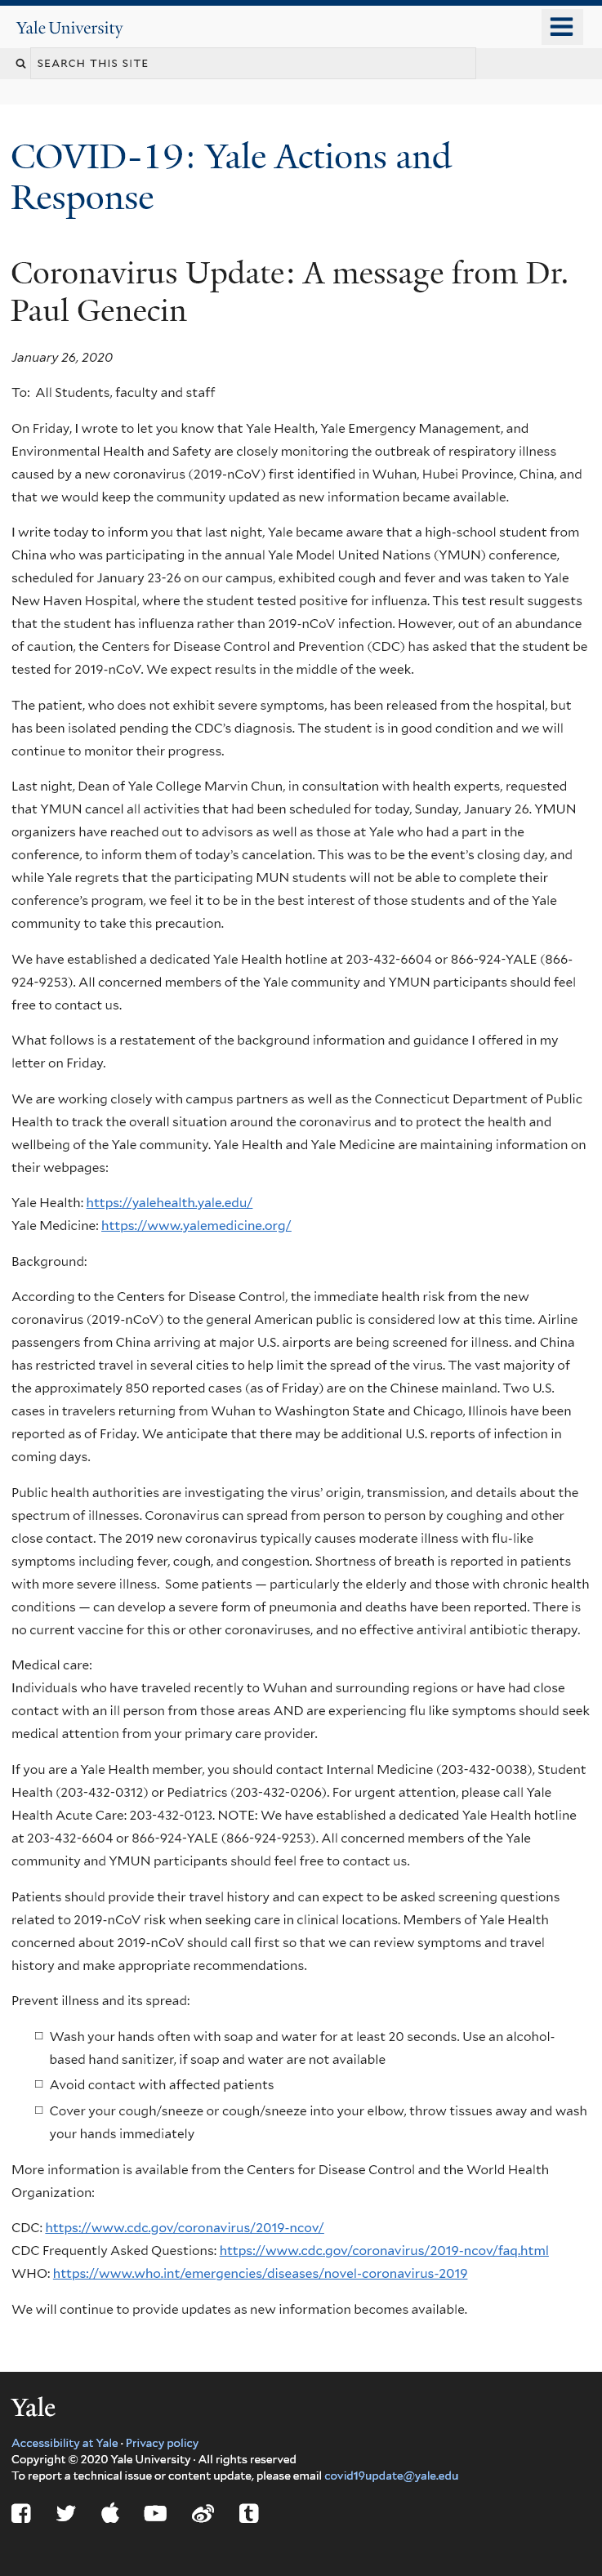 Yale University
SEARCH THIS SITE
COVID-19: Yale Actions and
Response
Coronavirus Update: A message from Dr.
Paul Genecin
January 26, 2020
To:  All Students, faculty and staff
On Friday, I wrote to let you know that Yale Health, Yale Emergency Management, and
Environmental Health and Safety are closely monitoring the outbreak of respiratory illness
caused by a new coronavirus (2019-nCoV) first identified in Wuhan, Hubei Province, China, and
that we would keep the community updated as new information became available.
I write today to inform you that last night, Yale became aware that a high-school student from
China who was participating in the annual Yale Model United Nations (YMUN) conference,
scheduled for January 23-26 on our campus, exhibited cough and fever and was taken to Yale
New Haven Hospital, where the student tested positive for influenza. This test result suggests
that the student has influenza rather than 2019-nCoV infection. However, out of an abundance
of caution, the Centers for Disease Control and Prevention (CDC) has asked that the student be
tested for 2019-nCoV. We expect results in the middle of the week.
The patient, who does not exhibit severe symptoms, has been released from the hospital, but
has been isolated pending the CDC's diagnosis. The student is in good condition and we will
continue to monitor their progress.
Last night, Dean of Yale College Marvin Chun, in consultation with health experts, requested
that YMUN cancel all activities that had been scheduled for today, Sunday, January 26. YMUN
organizers have reached out to advisors as well as those at Yale who had a part in the
conference, to inform them of today's cancelation. This was to be the event's closing day, and
while Yale regrets that the participating MUN students will not be able to complete their
conference's program, we feel it to be in the best interest of those students and of the Yale
community to take this precaution.
We have established a dedicated Yale Health hotline at 203-432-6604 or 866-924-YALE (866-
924-9253). All concerned members of the Yale community and YMUN participants should feel
free to contact us.
What follows is a restatement of the background information and guidance I offered in my
letter on Friday.
We are working closely with campus partners as well as the Connecticut Department of Public
Health to track the overall situation around the coronavirus and to protect the health and
wellbeing of the Yale community. Yale Health and Yale Medicine are maintaining information on
their webpages:
Yale Health: https://yalehealth.yale.edu/
Yale Medicine: https://www.yalemedicine.org/
Background:
According to the Centers for Disease Control, the immediate health risk from the new
coronavirus (2019-nCoV) to the general American public is considered low at this time. Airline
passengers from China arriving at major U.S. airports are being screened for illness. and China
has restricted travel in several cities to help limit the spread of the virus. The vast majority of
the approximately 850 reported cases (as of Friday) are on the Chinese mainland. Two U.S.
cases in travelers returning from Wuhan to Washington State and Chicago, Illinois have been
reported as of Friday. We anticipate that there may be additional U.S. reports of infection in
coming days.
Public health authorities are investigating the virus' origin, transmission, and details about the
spectrum of illnesses. Coronavirus can spread from person to person by coughing and other
close contact. The 2019 new coronavirus typically causes moderate illness with flu-like
symptoms including fever, cough, and congestion. Shortness of breath is reported in patients
with more severe illness.  Some patients — particularly the elderly and those with chronic health
conditions — can develop a severe form of pneumonia and deaths have been reported. There is
no current vaccine for this or other coronaviruses, and no effective antiviral antibiotic therapy.
Medical care:
Individuals who have traveled recently to Wuhan and surrounding regions or have had close
contact with an ill person from those areas AND are experiencing flu like symptoms should seek
medical attention from your primary care provider.
If you are a Yale Health member, you should contact Internal Medicine (203-432-0038), Student
Health (203-432-0312) or Pediatrics (203-432-0206). For urgent attention, please call Yale
Health Acute Care: 203-432-0123. NOTE: We have established a dedicated Yale Health hotline
at 203-432-6604 or 866-924-YALE (866-924-9253). All concerned members of the Yale
community and YMUN participants should feel free to contact us.
Patients should provide their travel history and can expect to be asked screening questions
related to 2019-nCoV risk when seeking care in clinical locations. Members of Yale Health
concerned about 2019-nCoV should call first so that we can review symptoms and travel
history and make appropriate recommendations.
Prevent illness and its spread:
☐ Wash your hands often with soap and water for at least 20 seconds. Use an alcohol-
based hand sanitizer, if soap and water are not available
☐ Avoid contact with affected patients
☐ Cover your cough/sneeze or cough/sneeze into your elbow, throw tissues away and wash
your hands immediately
More information is available from the Centers for Disease Control and the World Health
Organization:
CDC: https://www.cdc.gov/coronavirus/2019-ncov/
CDC Frequently Asked Questions: https://www.cdc.gov/coronavirus/2019-ncov/faq.html
WHO: https://www.who.int/emergencies/diseases/novel-coronavirus-2019
We will continue to provide updates as new information becomes available.
Yale
Accessibility at Yale · Privacy policy
Copyright © 2020 Yale University · All rights reserved
To report a technical issue or content update, please email covid19update@yale.edu